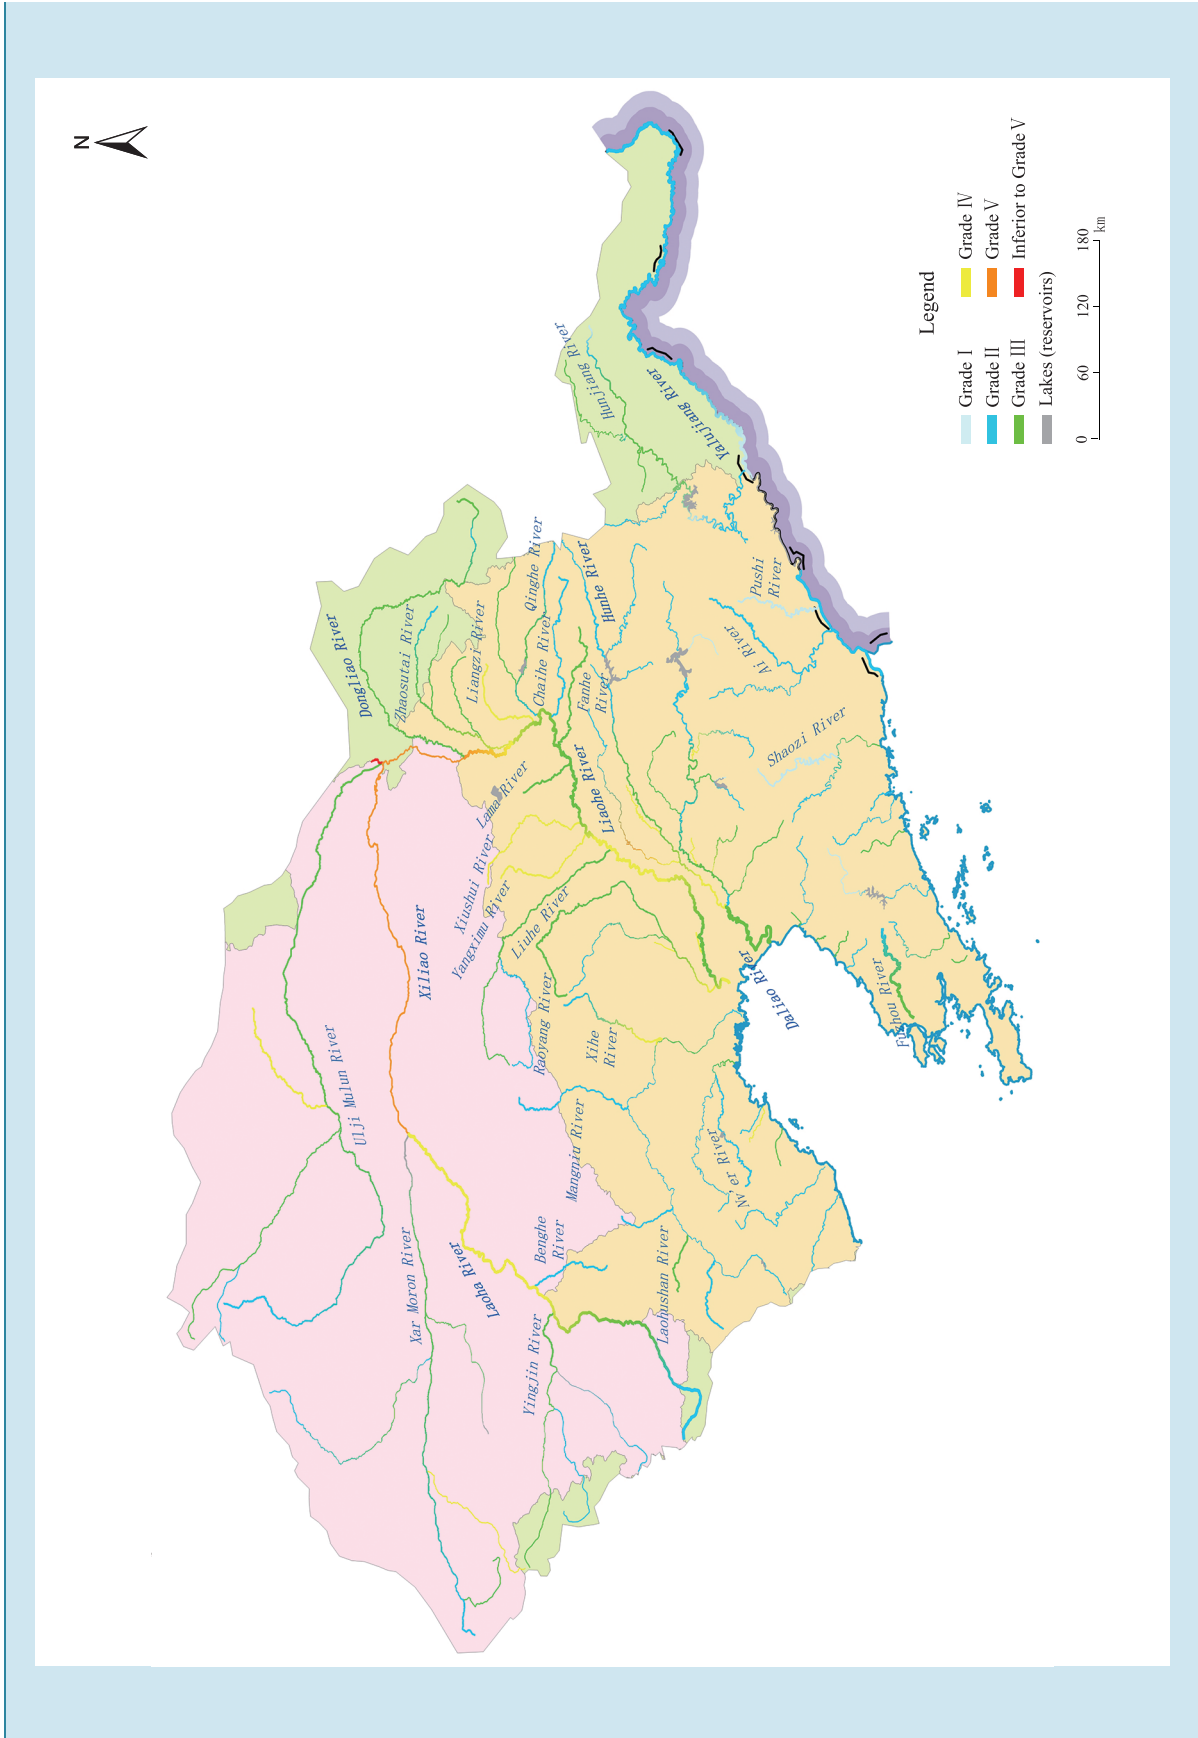 N
Dongliao River
Zhaosutai River
Liangzi River
Qinghe River
Chaihe River
Fanhe
River
Hunhe River
Hunjiang River
Yalujiang River
Pushi
River
Ai River
Shaozi River
Liaohe River
Lama River
Xiushui River
Yangximu River
Liuhe River
Xiliao River
Ulji Mulun River
Raoyang River
Xihe
River
Daliao River
Fuzhou River
Mangniu River
Nv'er River
Benghe
River
Laohushan River
Laoha River
Xar Moron River
Yingjin River
Legend
Grade I
Grade II
Grade III
Lakes (reservoirs)
Grade IV
Grade V
Inferior to Grade V
0 60 120 180
km